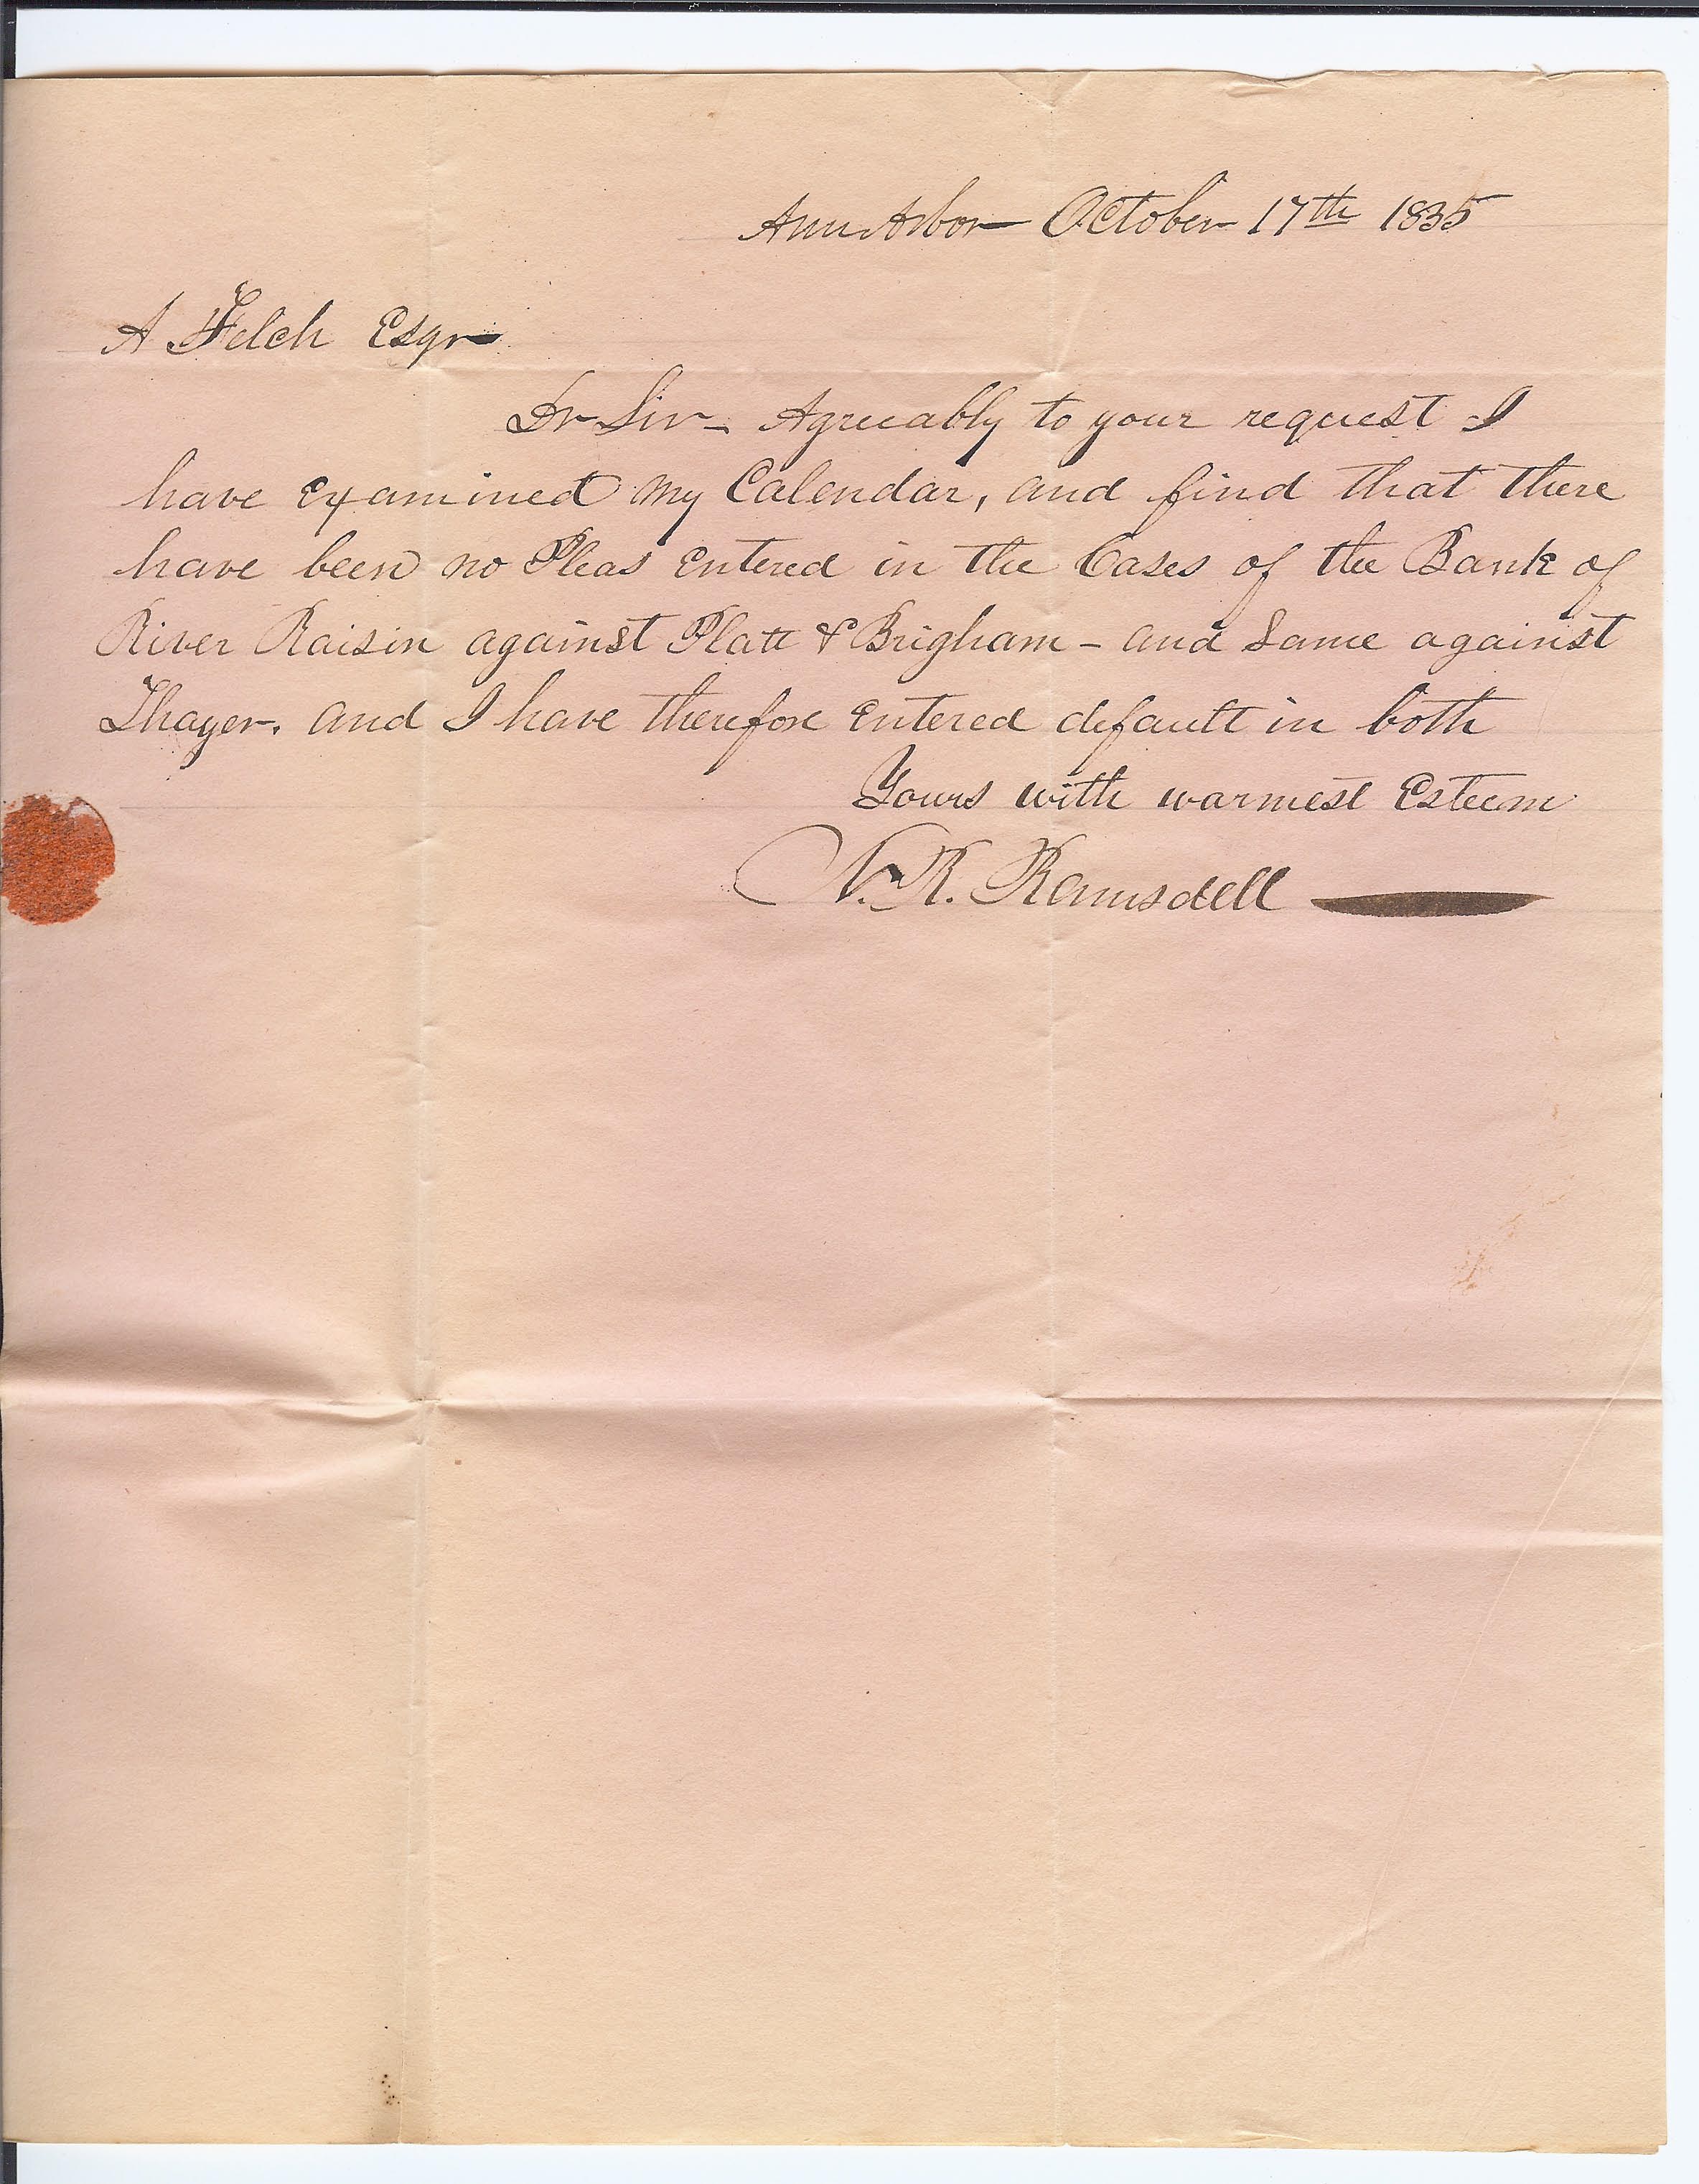 Ann Arbor October 17th 1835
A Felch Esqr
Dr Sir - Agreeably to your request I
have examined my Calendar, and find that there
have been no Pleas entered in the Cases of the Bank of
River Raisin against Platt & Brigham - and Same against
Thayer. and I have therefore entered default in both
Yours with warmest Esteem
N. R. Ramsdell